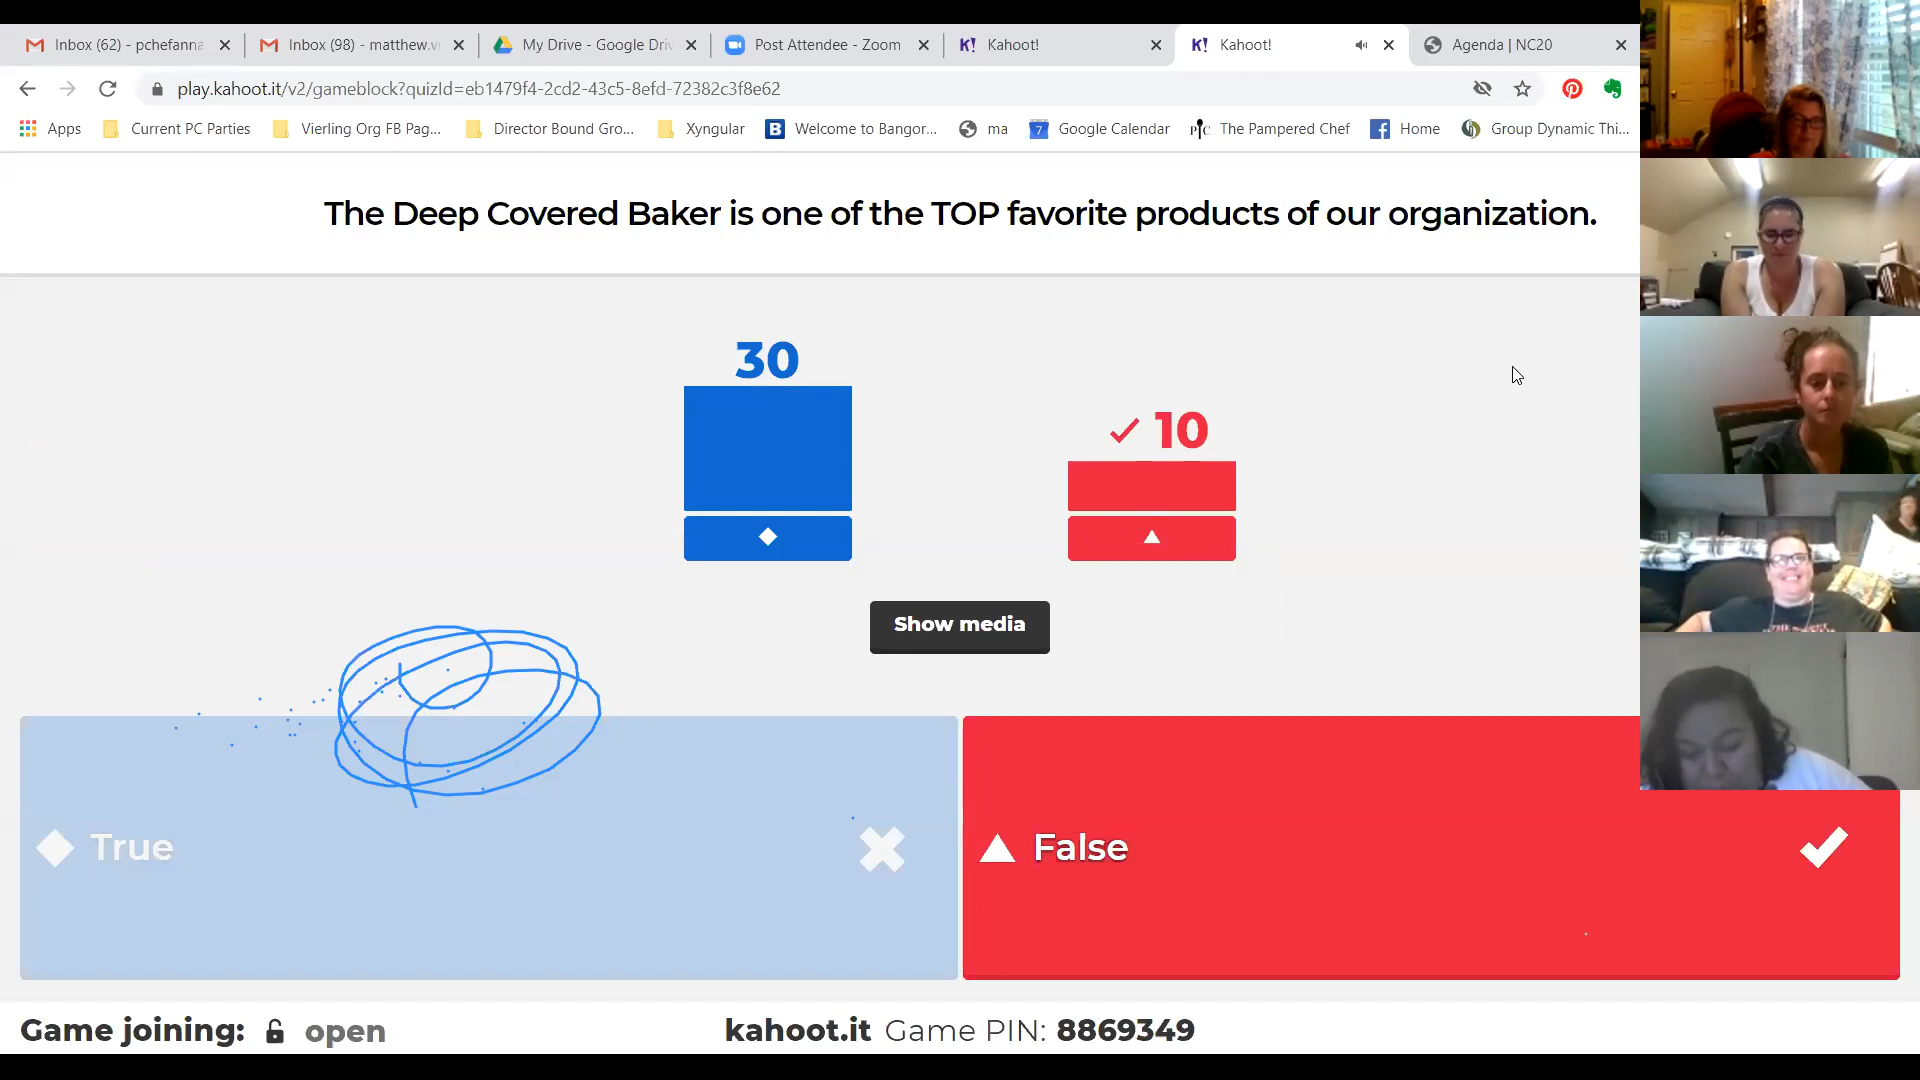 Inbox (62) - pchefanna
Inbox (98) - matthew.vi
My Drive - Google Driv
Post Attendee - Zoom
K! Kahoot!
K! Kahoot!
Agenda | NC20
play.kahoot.it/v2/gameblock?quizId=eb1479f4-2cd2-43c5-8efd-72382c3f8e62
Apps
Current PC Parties
Vierling Org FB Pag...
Director Bound Gro...
Xyngular
B Welcome to Bangor...
ma
7 Google Calendar
The Pampered Chef
Home
Group Dynamic Thi...
The Deep Covered Baker is one of the TOP favorite products of our organization.
30
10
Show media
True
False
Game joining: open
kahoot.it Game PIN: 8869349